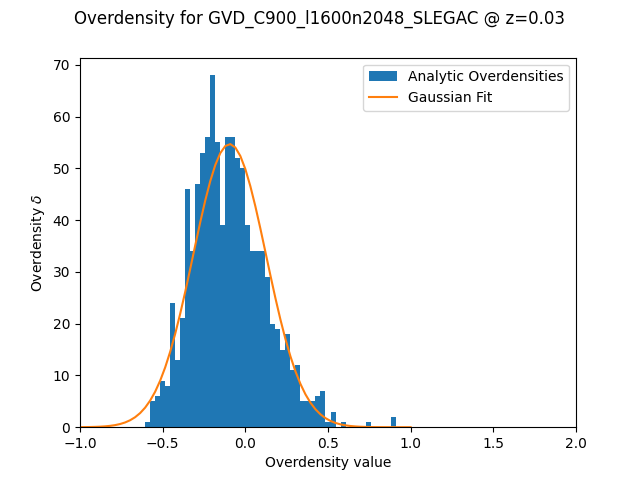 Overdensity for GVD_C900_l1600n2048_SLEGAC @ z=0.03
Analytic Overdensities
Gaussian Fit
Overdensity δ
70
60
50
40
30
20
10
0
−1.0 −0.5 0.0 0.5 1.0 1.5 2.0
Overdensity value